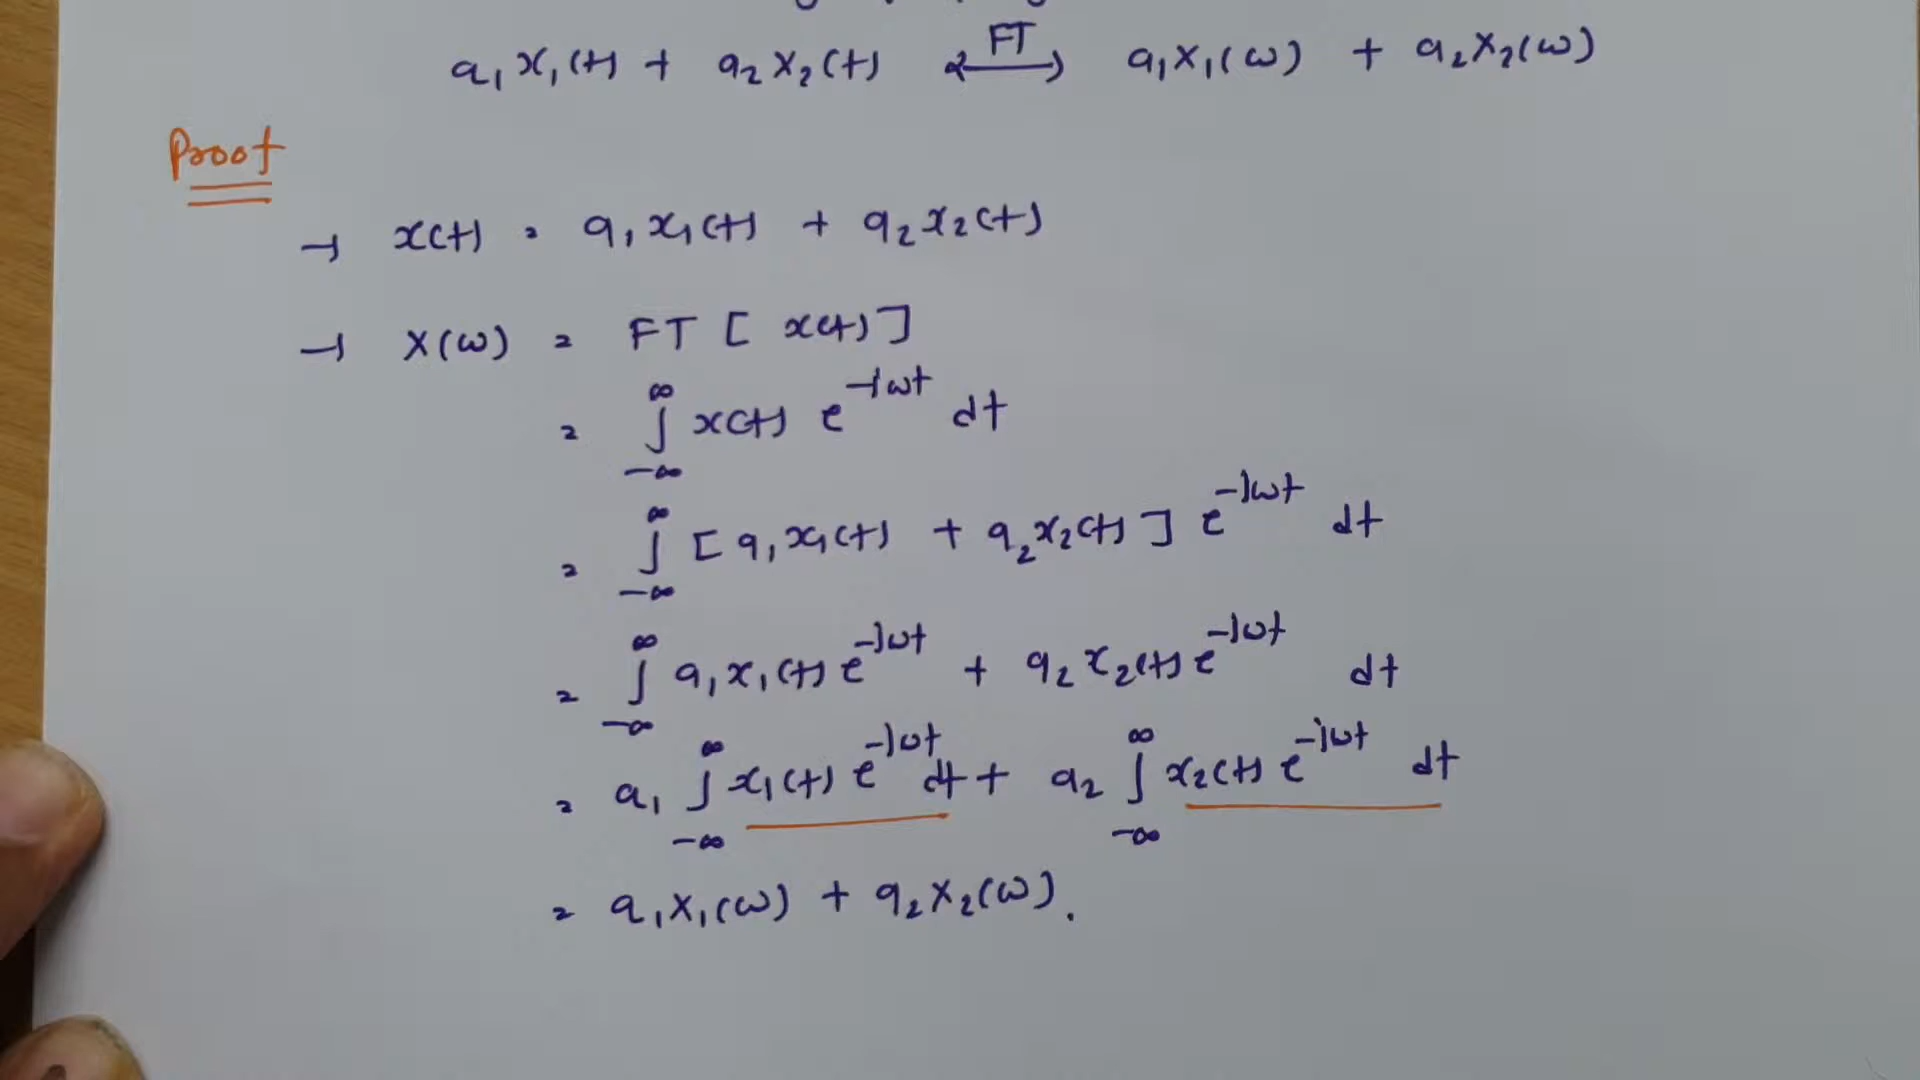 a₁x₁(t) + a₂x₂(t) <--FT--> a₁X₁(ω) + a₂X₂(ω)
Proof
→ x(t) = a₁x₁(t) + a₂x₂(t)
→ X(ω) = FT [ x(t) ]
= ∫_{-∞}^{∞} x(t) e^{-jωt} dt
= ∫_{-∞}^{∞} [ a₁x₁(t) + a₂x₂(t) ] e^{-jωt} dt
= ∫_{-∞}^{∞} a₁x₁(t) e^{-jωt} + a₂x₂(t) e^{-jωt} dt
= a₁ ∫_{-∞}^{∞} x₁(t) e^{-jωt} dt + a₂ ∫_{-∞}^{∞} x₂(t) e^{-jωt} dt
= a₁X₁(ω) + a₂X₂(ω).